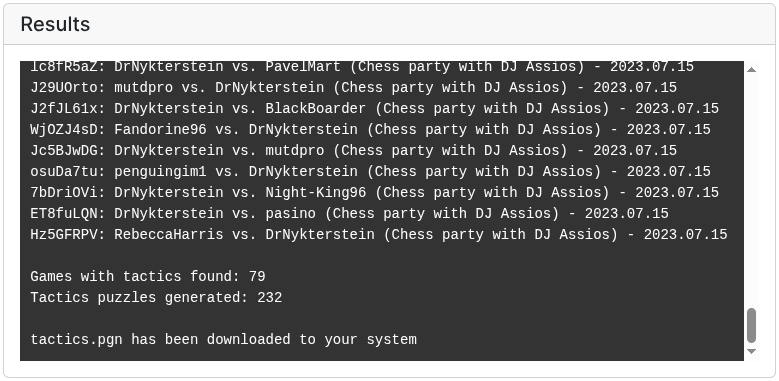 Results
lc8fR5aZ: DrNykterstein vs. PavelMart (Chess party with DJ Assios) - 2023.07.15
J29UOrto: mutdpro vs. DrNykterstein (Chess party with DJ Assios) - 2023.07.15
J2fJL61x: DrNykterstein vs. BlackBoarder (Chess party with DJ Assios) - 2023.07.15
WjOZJ4sD: Fandorine96 vs. DrNykterstein (Chess party with DJ Assios) - 2023.07.15
Jc5BJwDG: DrNykterstein vs. mutdpro (Chess party with DJ Assios) - 2023.07.15
osuDa7tu: penguingim1 vs. DrNykterstein (Chess party with DJ Assios) - 2023.07.15
7bDriOVi: DrNykterstein vs. Night-King96 (Chess party with DJ Assios) - 2023.07.15
ET8fuLQN: DrNykterstein vs. pasino (Chess party with DJ Assios) - 2023.07.15
Hz5GFRPV: RebeccaHarris vs. DrNykterstein (Chess party with DJ Assios) - 2023.07.15
Games with tactics found: 79
Tactics puzzles generated: 232
tactics.pgn has been downloaded to your system